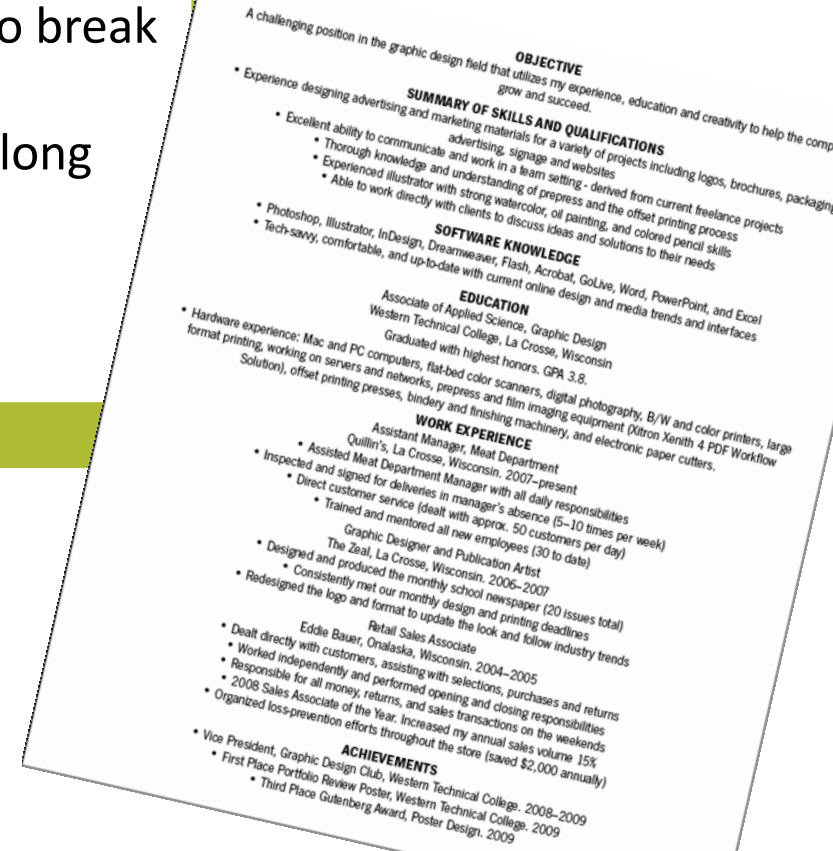 o break
long
OBJECTIVE
A challenging position in the graphic design field that utilizes my experience, education and creativity to help the comp
grow and succeed.
SUMMARY OF SKILLS AND QUALIFICATIONS
• Experience designing advertising and marketing materials for a variety of projects including logos, brochures, packaging
advertising, signage and websites
• Excellent ability to communicate and work in a team setting - derived from current freelance projects
• Thorough knowledge and understanding of prepress and the offset printing process
• Experienced illustrator with strong watercolor, oil painting, and colored pencil skills
• Able to work directly with clients to discuss ideas and solutions to their needs
SOFTWARE KNOWLEDGE
• Photoshop, Illustrator, InDesign, Dreamweaver, Flash, Acrobat, GoLive, Word, PowerPoint, and Excel
• Tech-savvy, comfortable, and up-to-date with current online design and media trends and interfaces
EDUCATION
Associate of Applied Science, Graphic Design
Western Technical College, La Crosse, Wisconsin
Graduated with highest honors. GPA 3.8.
• Hardware experience: Mac and PC computers, flat-bed color scanners, digital photography, B/W and color printers, large
format printing, working on servers and networks, prepress and film imaging equipment (Xitron Xenith 4 PDF Workflow
Solution), offset printing presses, bindery and finishing machinery, and electronic paper cutters.
WORK EXPERIENCE
Assistant Manager, Meat Department
Quillin's, La Crosse, Wisconsin. 2007–present
• Assisted Meat Department Manager with all daily responsibilities
• Inspected and signed for deliveries in manager's absence (5–10 times per week)
• Direct customer service (dealt with approx. 50 customers per day)
• Trained and mentored all new employees (30 to date)
Graphic Designer and Publication Artist
The Zeal, La Crosse, Wisconsin. 2006–2007
• Designed and produced the monthly school newspaper (20 issues total)
• Consistently met our monthly design and printing deadlines
• Redesigned the logo and format to update the look and follow industry trends
Retail Sales Associate
Eddie Bauer, Onalaska, Wisconsin. 2004–2005
• Dealt directly with customers, assisting with selections, purchases and returns
• Worked independently and performed opening and closing responsibilities
• Responsible for all money, returns, and sales transactions on the weekends
• 2008 Sales Associate of the Year. Increased my annual sales volume 15%
• Organized loss-prevention efforts throughout the store (saved $2,000 annually)
ACHIEVEMENTS
• Vice President, Graphic Design Club, Western Technical College. 2008–2009
• First Place Portfolio Review Poster, Western Technical College. 2009
• Third Place Gutenberg Award, Poster Design. 2009